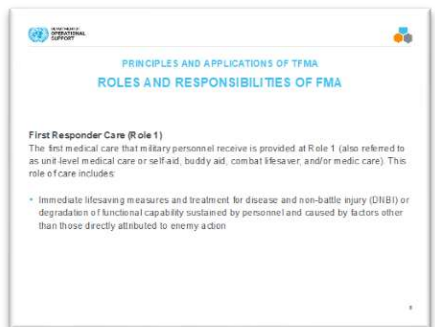 OPERATIONAL
SUPPORT
PRINCIPLES AND APPLICATIONS OF TFMA
ROLES AND RESPONSIBILITIES OF FMA
First Responder Care (Role 1)
The first medical care that military personnel receive is provided at Role 1 (also referred to
as unit-level medical care or self-aid, buddy aid, combat lifesaver, and/or medic care). This
role of care includes:
• Immediate lifesaving measures and treatment for disease and non-battle injury (DNBI) or
degradation of functional capability sustained by personnel and caused by factors other
than those directly attributed to enemy action